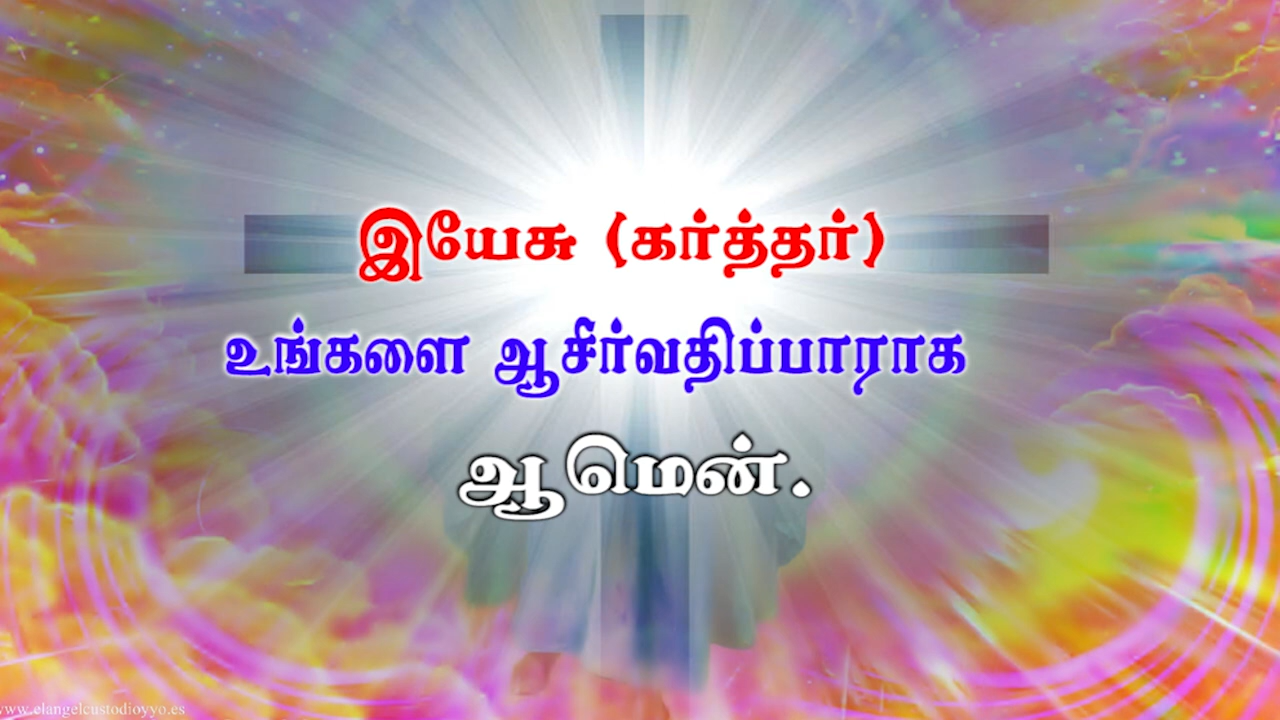 இயேசு (கர்த்தர்)
உங்களை ஆசிர்வதிப்பாராக
ஆமென்.
www.elangelcustodioyyo.es